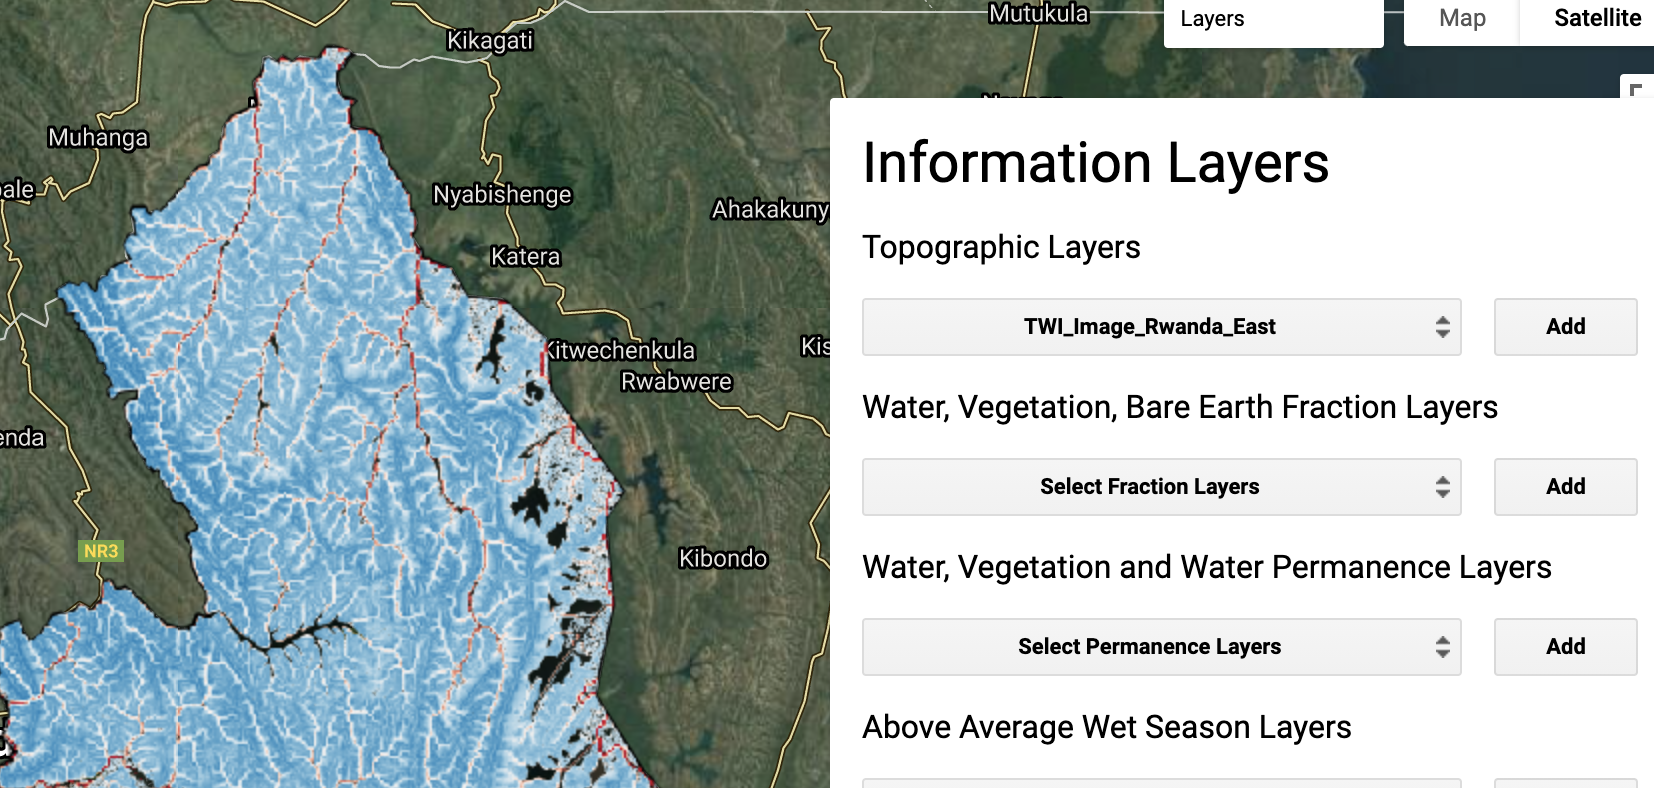 Mutukula
Layers
Map
Satellite
Kikagati
Muhanga
ale
Nyabishenge
Ahakakuny
Katera
Kitwechenkula
Kis
Rwabwere
enda
NR3
Kibondo
Information Layers
Topographic Layers
TWI_Image_Rwanda_East
Add
Water, Vegetation, Bare Earth Fraction Layers
Select Fraction Layers
Add
Water, Vegetation and Water Permanence Layers
Select Permanence Layers
Add
Above Average Wet Season Layers